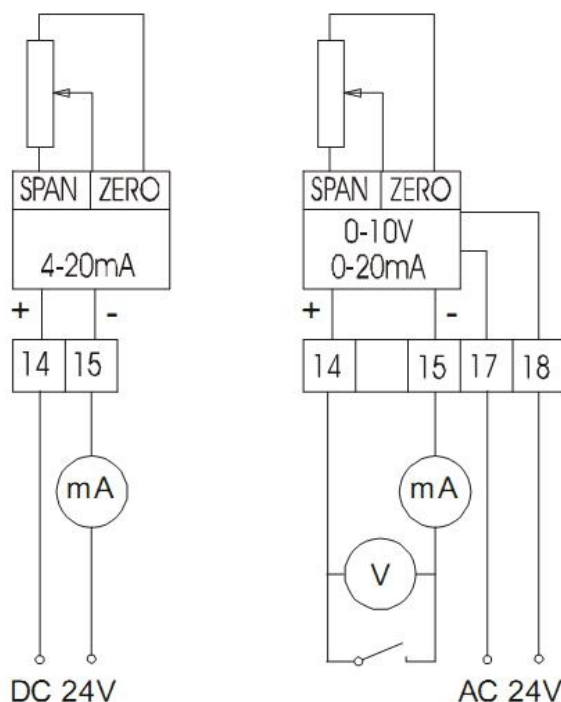 SPAN ZERO
4-20mA
+ -
14 15
mA
DC 24V
SPAN ZERO
0-10V
0-20mA
+ -
14 15 17 18
mA
V
AC 24V